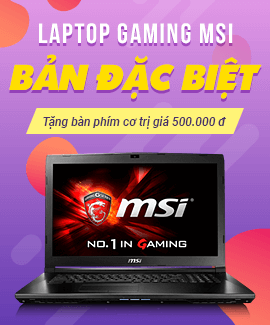 LAPTOP GAMING MSI
BẢN ĐẶC BIỆT
Tặng bàn phím cơ trị giá 500.000 đ
msi
NO.1 IN GAMING
msi